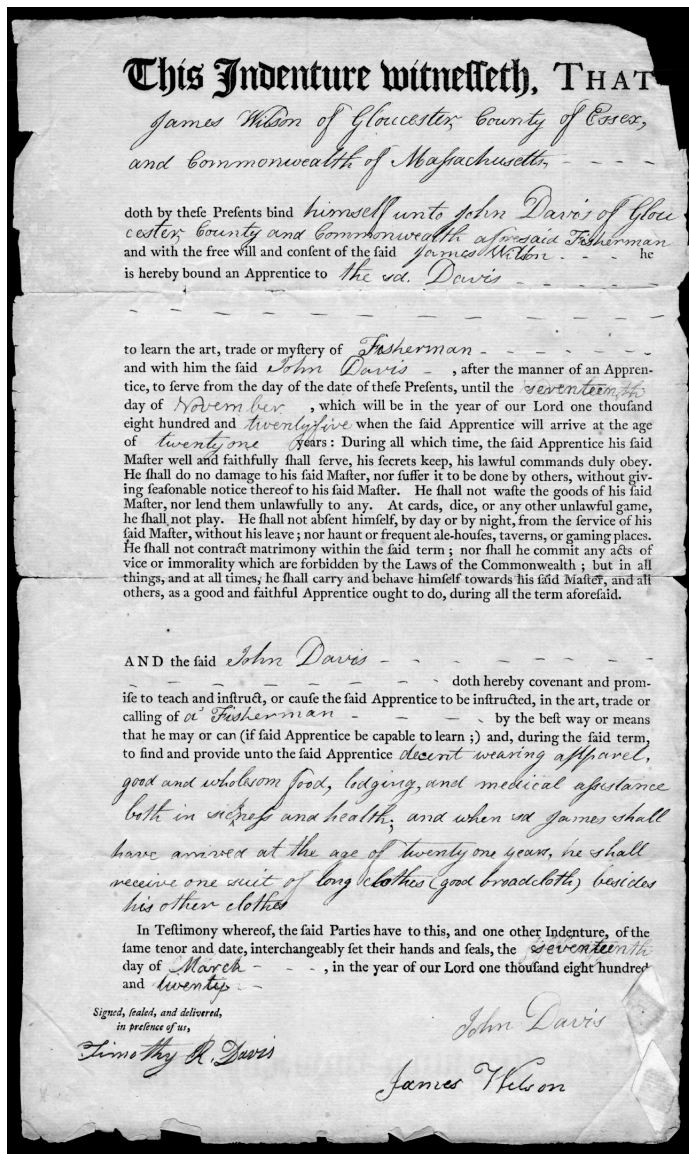 This Indenture witneſſeth, THAT
James Wilson of Gloucester, County of Essex,
and Commonwealth of Maſsachusetts, - - - -
doth by theſe Preſents bind himself unto John Davis of Glou
cester, County and Commonwealth aforesaid Fisherman
and with the free will and conſent of the ſaid James Wilson - - - he
is hereby bound an Apprentice to the sd. Davis - - - -
to learn the art, trade or myſtery of Fisherman - - - - - -
and with him the ſaid John Davis - , after the manner of an Appren-
tice, to ſerve from the day of the date of theſe Preſents, until the seventeenth
day of November , which will be in the year of our Lord one thouſand
eight hundred and twenty five when the ſaid Apprentice will arrive at the age
of twenty one years : During all which time, the ſaid Apprentice his ſaid
Maſter well and faithfully ſhall ſerve, his ſecrets keep, his lawful commands duly obey.
He ſhall do no damage to his ſaid Maſter, nor ſuffer it to be done by others, without giv-
ing ſeaſonable notice thereof to his ſaid Maſter. He ſhall not waſte the goods of his ſaid
Maſter, nor lend them unlawfully to any. At cards, dice, or any other unlawful game,
he ſhall not play. He ſhall not abſent himſelf, by day or by night, from the ſervice of his
ſaid Maſter, without his leave ; nor haunt or frequent ale-houſes, taverns, or gaming places.
He ſhall not contract matrimony within the ſaid term ; nor ſhall he commit any acts of
vice or immorality which are forbidden by the Laws of the Commonwealth ; but in all
things, and at all times, he ſhall carry and behave himſelf towards his ſaid Maſter, and all
others, as a good and faithful Apprentice ought to do, during all the term aforeſaid.
AND the ſaid John Davis - - - - -
- - - - - - - doth hereby covenant and prom-
iſe to teach and inſtruct, or cauſe the ſaid Apprentice to be inſtructed, in the art, trade or
calling of a Fisherman - - - - by the beſt way or means
that he may or can (if ſaid Apprentice be capable to learn ;) and, during the ſaid term,
to find and provide unto the ſaid Apprentice decent wearing apparel,
good and wholesom food, lodging, and medical aſsistance
both in sickneſs and health; and when sd James shall
have arrived at the age of twenty one years, he shall
receive one suit of long clothes (good broadcloth) besides
his other clothes
In Teſtimony whereof, the ſaid Parties have to this, and one other Indenture, of the
ſame tenor and date, interchangeably ſet their hands and ſeals, the seventeenth
day of March - - - , in the year of our Lord one thouſand eight hundred
and twenty - -
Signed, ſealed, and delivered,
in preſence of us,
John Davis
Timothy R. Davis
James Wilson